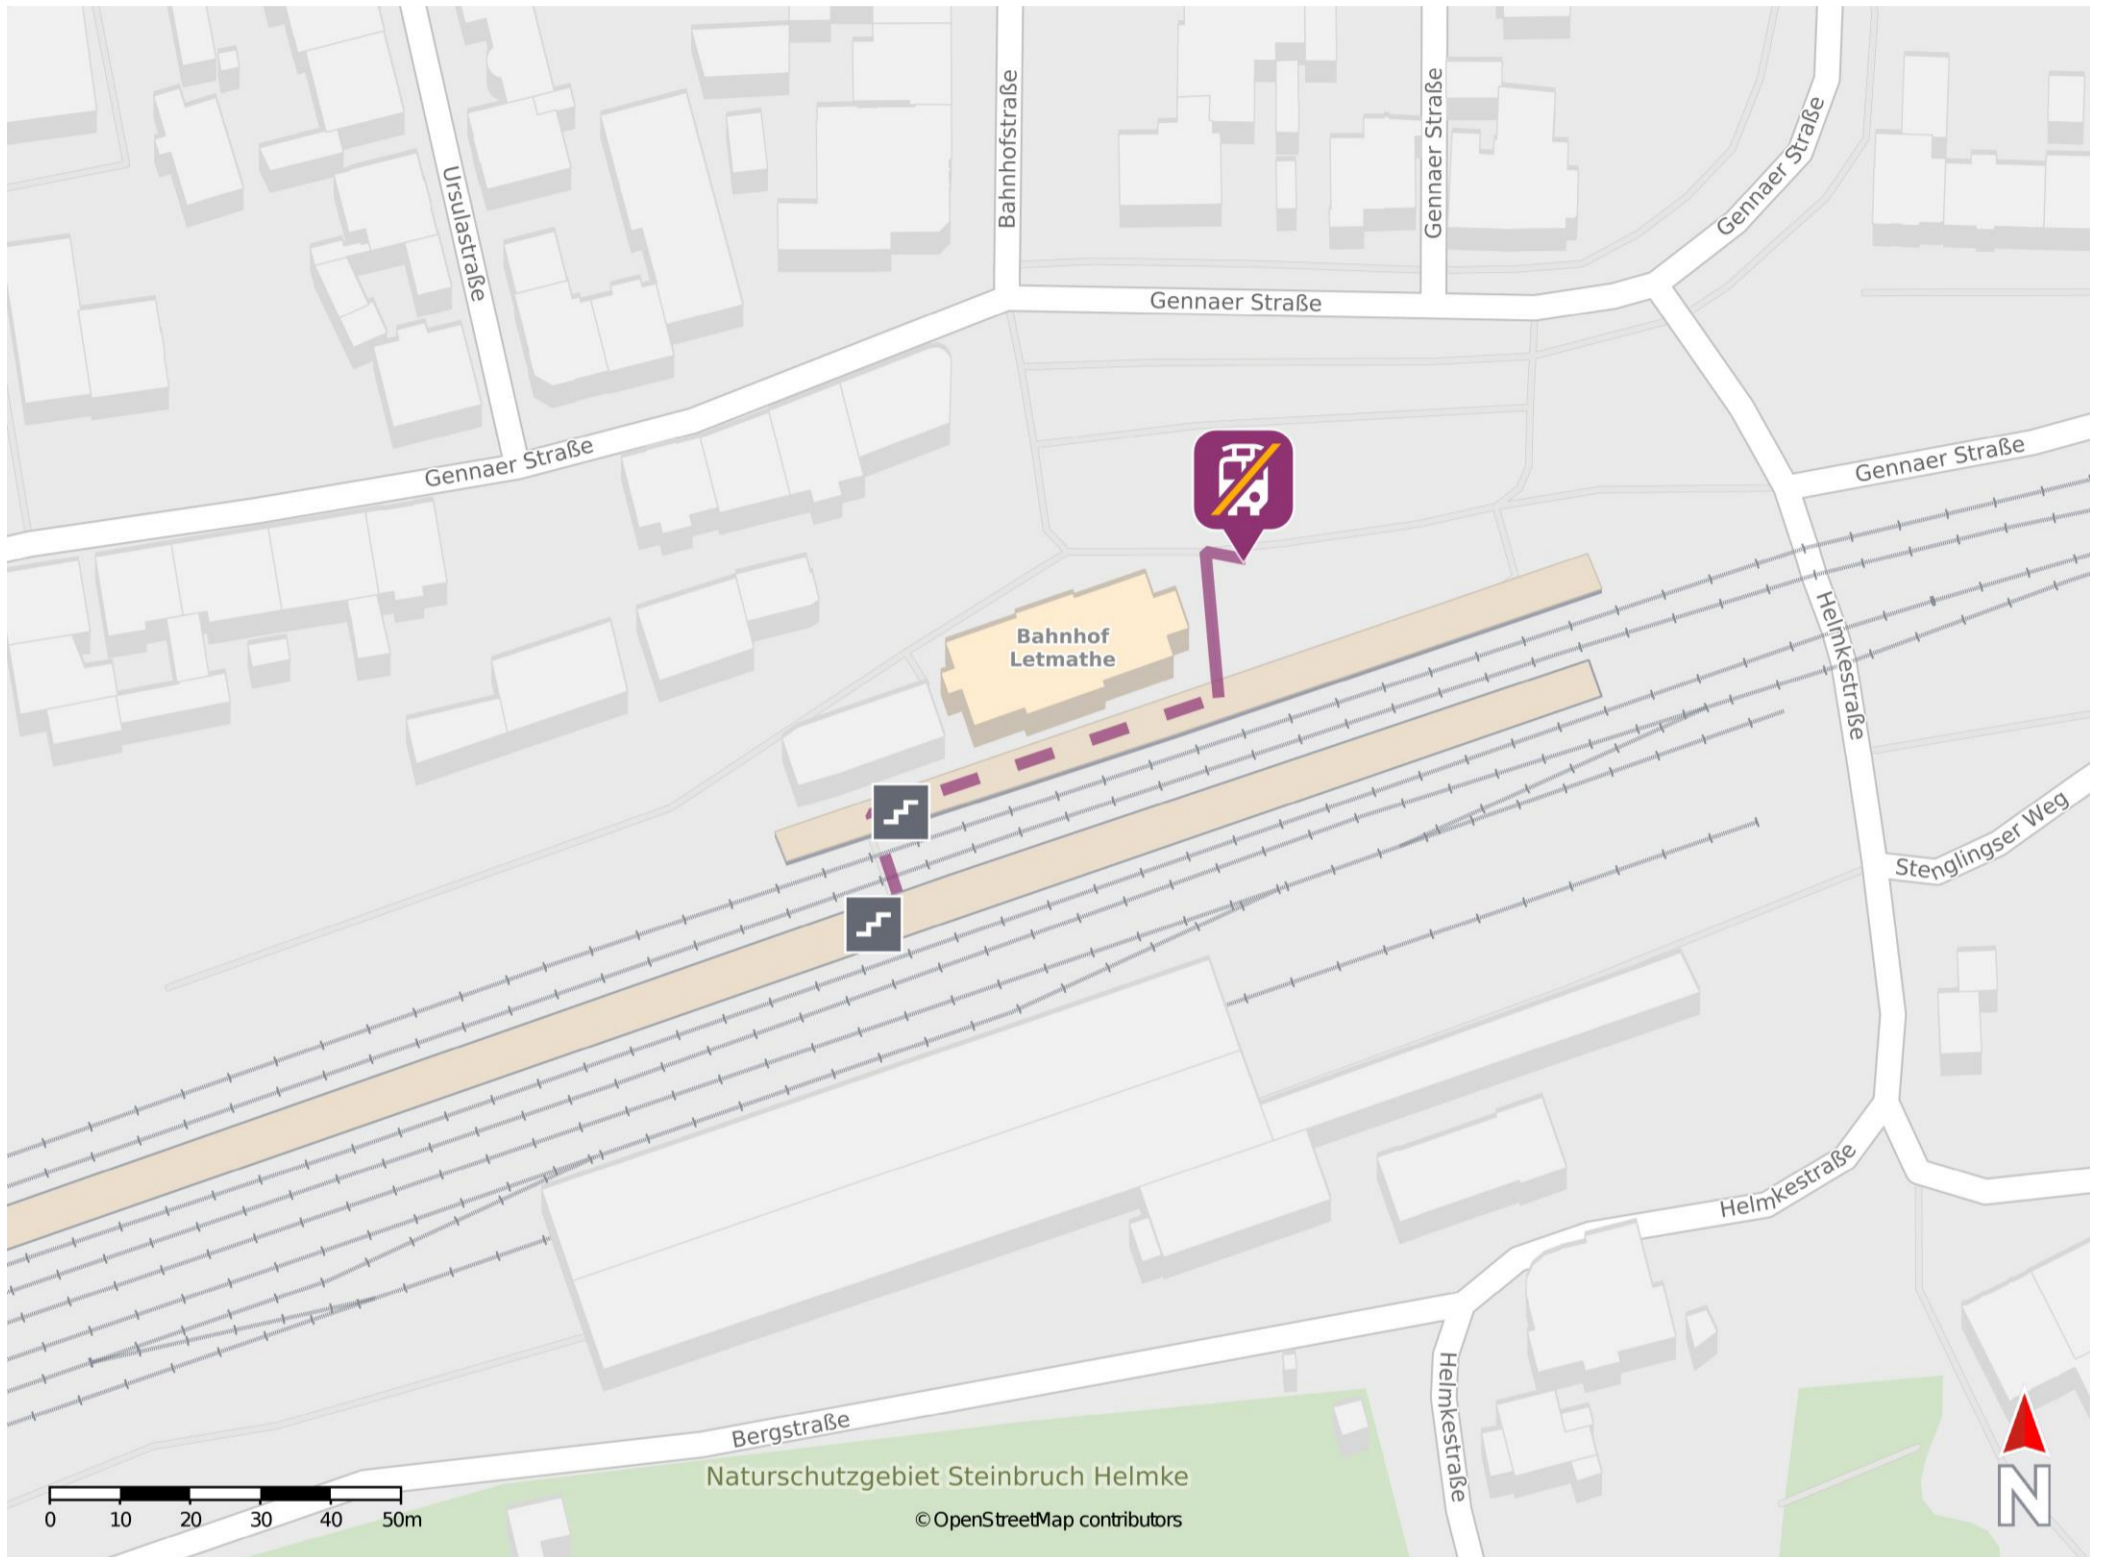 Bahnhofstraße
Gennaer Straße
Gennaer Straße
Ursulastraße
Gennaer Straße
Gennaer Straße
Gennaer Straße
Helmkestraße
Bahnhof
Letmathe
Stenglingser Weg
Helmkestraße
Helmkestraße
Bergstraße
Naturschutzgebiet Steinbruch Helmke
N
0 10 20 30 40 50m
© OpenStreetMap contributors